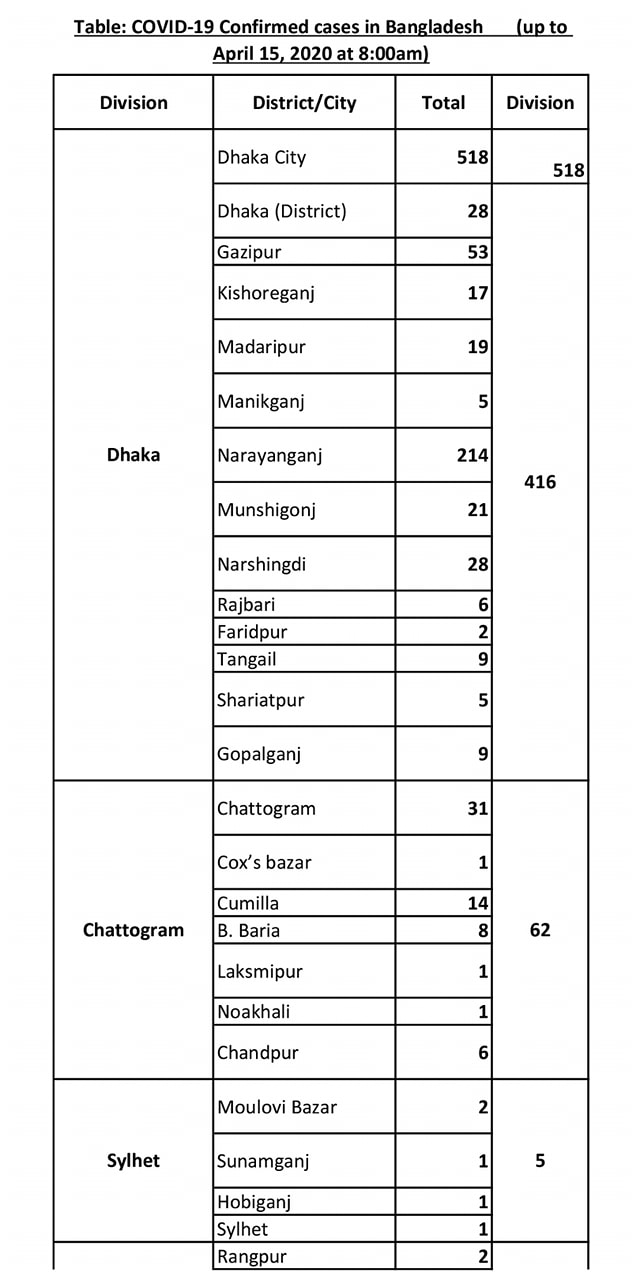 Table: COVID-19 Confirmed cases in Bangladesh (up to
April 15, 2020 at 8:00am)
Division District/City Total Division
Dhaka City 518 518
Dhaka (District) 28
Gazipur 53
Kishoreganj 17
Madaripur 19
Manikganj 5
Dhaka Narayanganj 214
416
Munshigonj 21
Narshingdi 28
Rajbari 6
Faridpur 2
Tangail 9
Shariatpur 5
Gopalganj 9
Chattogram 31
Cox’s bazar 1
Cumilla 14
Chattogram B. Baria 8 62
Laksmipur 1
Noakhali 1
Chandpur 6
Moulovi Bazar 2
Sylhet Sunamganj 1 5
Hobiganj 1
Sylhet 1
Rangpur 2